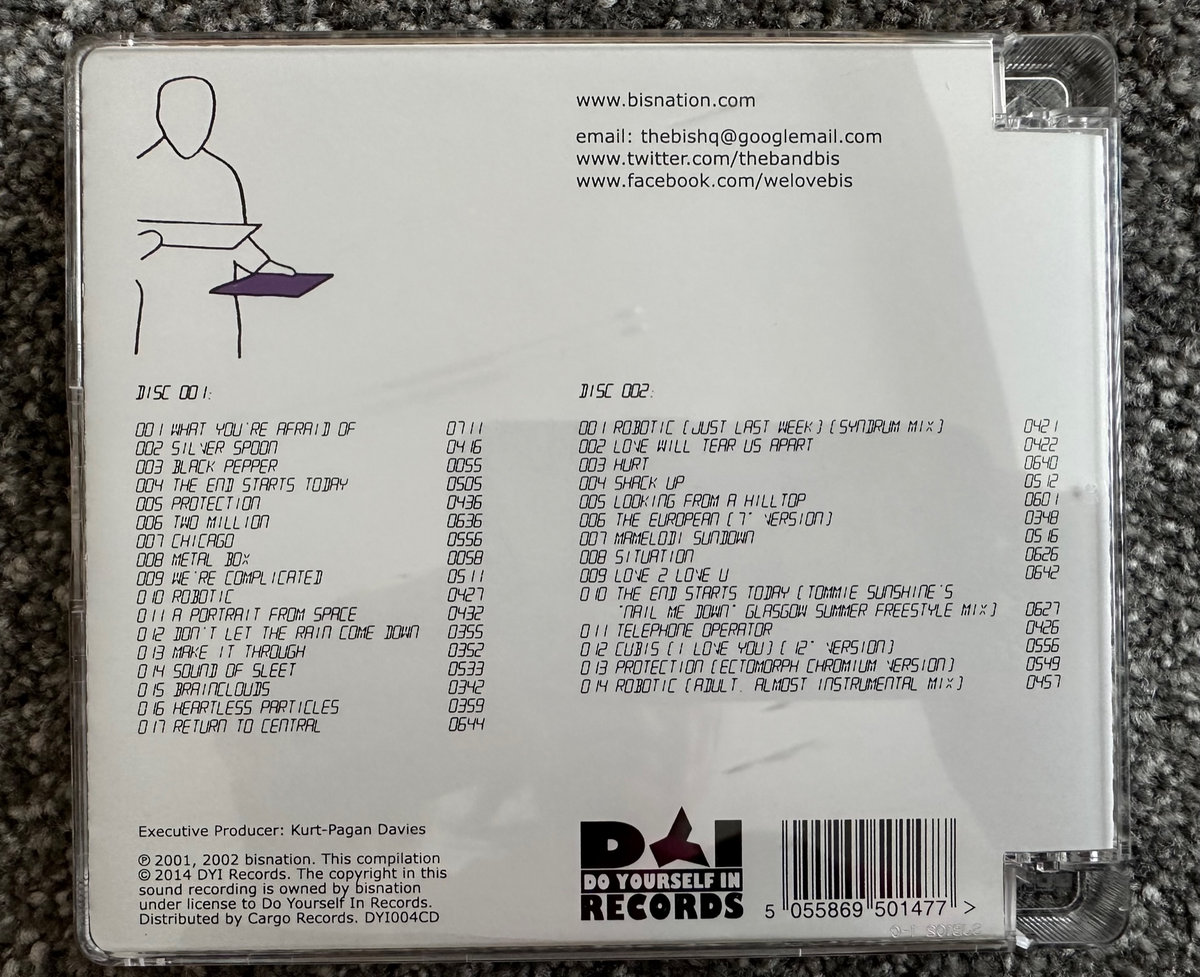 www.bisnation.com
email: thebishq@googlemail.com
www.twitter.com/thebandbis
www.facebook.com/welovebis
DISC 001:
001 WHAT YOU'RE AFRAID OF 0711
002 SILVER SPOON 0416
003 BLACK PEPPER 0055
004 THE END STARTS TODAY 0505
005 PROTECTION 0436
006 TWO MILLION 0636
007 CHICAGO 0556
008 METAL BOX 0058
009 WE'RE COMPLICATED 0511
010 ROBOTIC 0427
011 A PORTRAIT FROM SPACE 0432
012 DON'T LET THE RAIN COME DOWN 0355
013 MAKE IT THROUGH 0352
014 SOUND OF SLEET 0533
015 BRAINCLOUDS 0342
016 HEARTLESS PARTICLES 0359
017 RETURN TO CENTRAL 0644
DISC 002:
001 ROBOTIC [JUST LAST WEEK] [SYNDRUM MIX] 0421
002 LOVE WILL TEAR US APART 0422
003 HURT 0640
004 SHACK UP 0512
005 LOOKING FROM A HILLTOP 0601
006 THE EUROPEAN [7" VERSION] 0348
007 MAMELODI SUNDOWN 0516
008 SITUATION 0626
009 LOVE 2 LOVE U 0642
010 THE END STARTS TODAY [TOMMIE SUNSHINE'S
"NAIL ME DOWN" GLASGOW SUMMER FREESTYLE MIX] 0627
011 TELEPHONE OPERATOR 0426
012 CUBIS [I LOVE YOU] [12" VERSION] 0556
013 PROTECTION [ECTOMORPH CHROMIUM VERSION] 0549
014 ROBOTIC [ADULT. ALMOST INSTRUMENTAL MIX] 0457
Executive Producer: Kurt-Pagan Davies
℗ 2001, 2002 bisnation. This compilation
© 2014 DYI Records. The copyright in this
sound recording is owned by bisnation
under license to Do Yourself In Records.
Distributed by Cargo Records. DYI004CD
DYI
DO YOURSELF IN
RECORDS
5 055869 501477 >